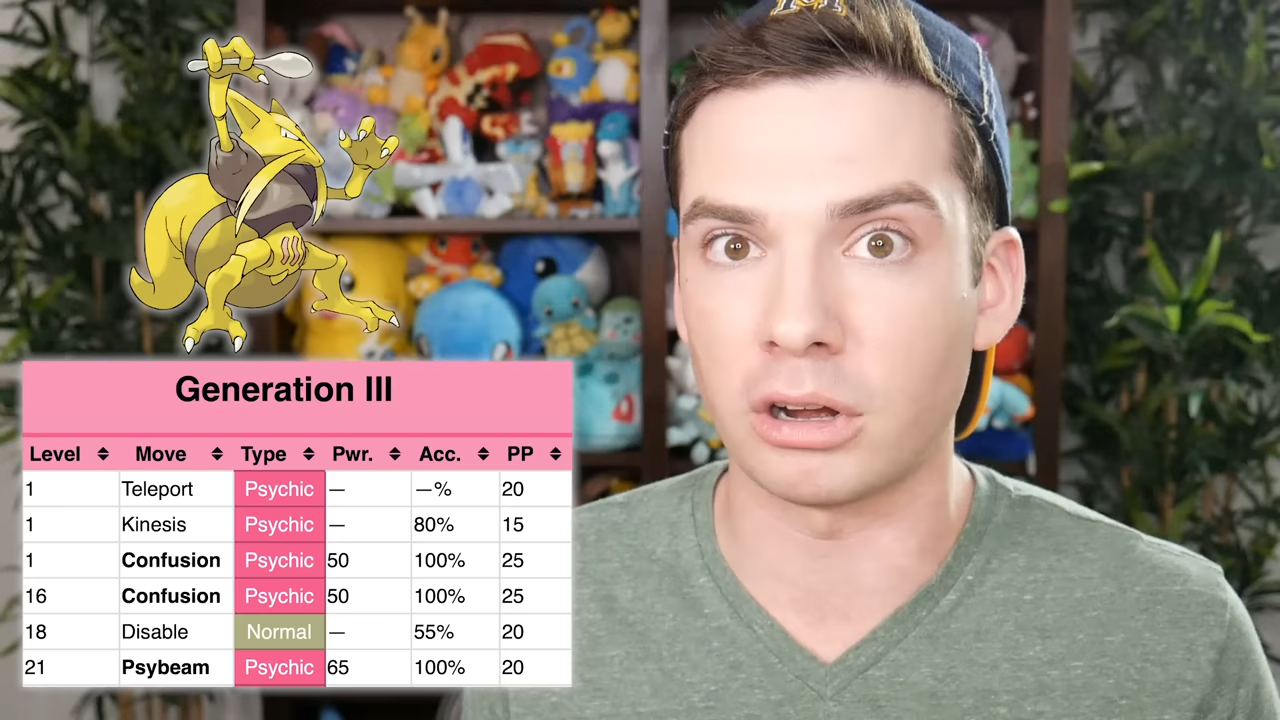 Generation III
Level Move Type Pwr. Acc. PP
1 Teleport Psychic — —% 20
1 Kinesis Psychic — 80% 15
1 Confusion Psychic 50 100% 25
16 Confusion Psychic 50 100% 25
18 Disable Normal — 55% 20
21 Psybeam Psychic 65 100% 20